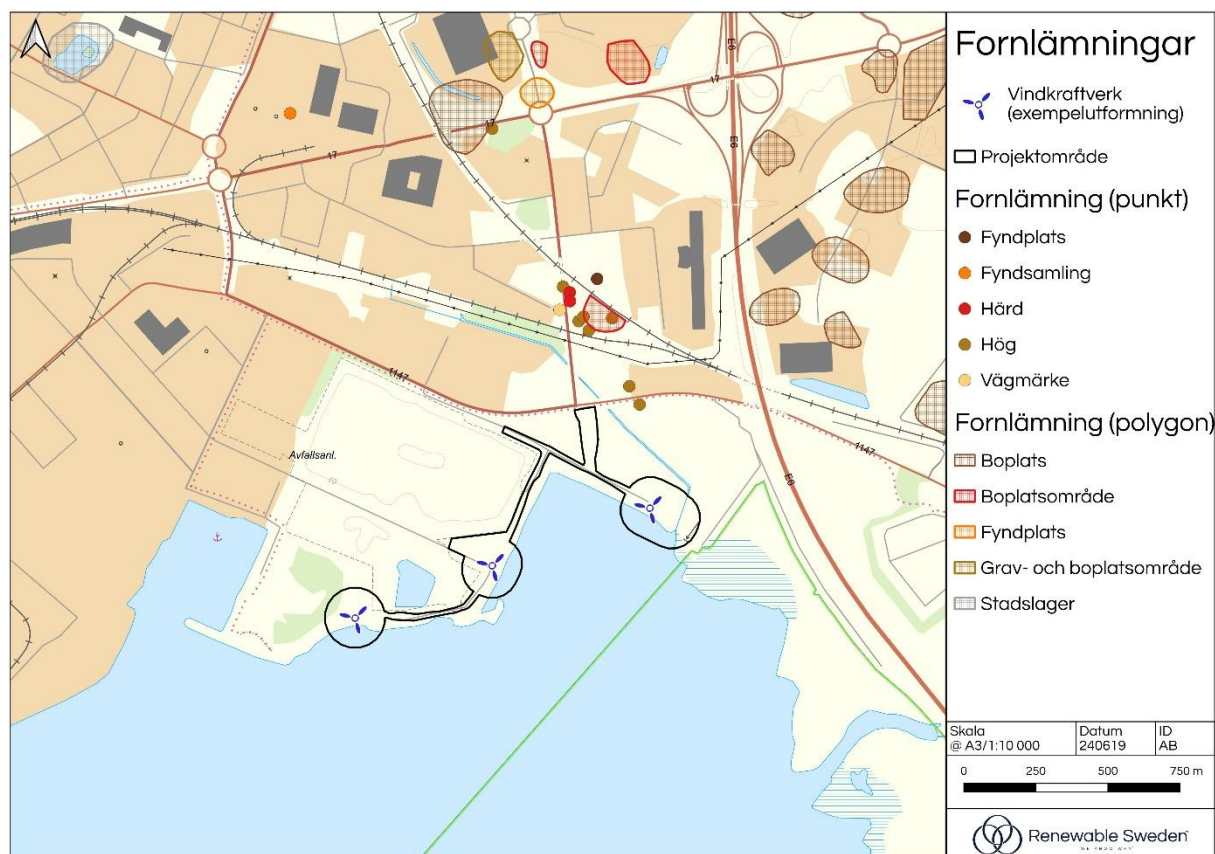 Fornlämningar
Vindkraftverk
(exempelutformning)
Projektområde
Fornlämning (punkt)
Fyndplats
Fyndsamling
Härd
Hög
Vägmärke
Fornlämning (polygon)
Boplats
Boplatsområde
Fyndplats
Grav- och boplatsområde
Stadslager
Skala
@ A3/1:10 000
Datum
240619
ID
AB
0 250 500 750 m
Renewable Sweden
E6
17
17
E6
17
1147
Avfallsanl.
10
1147
E6